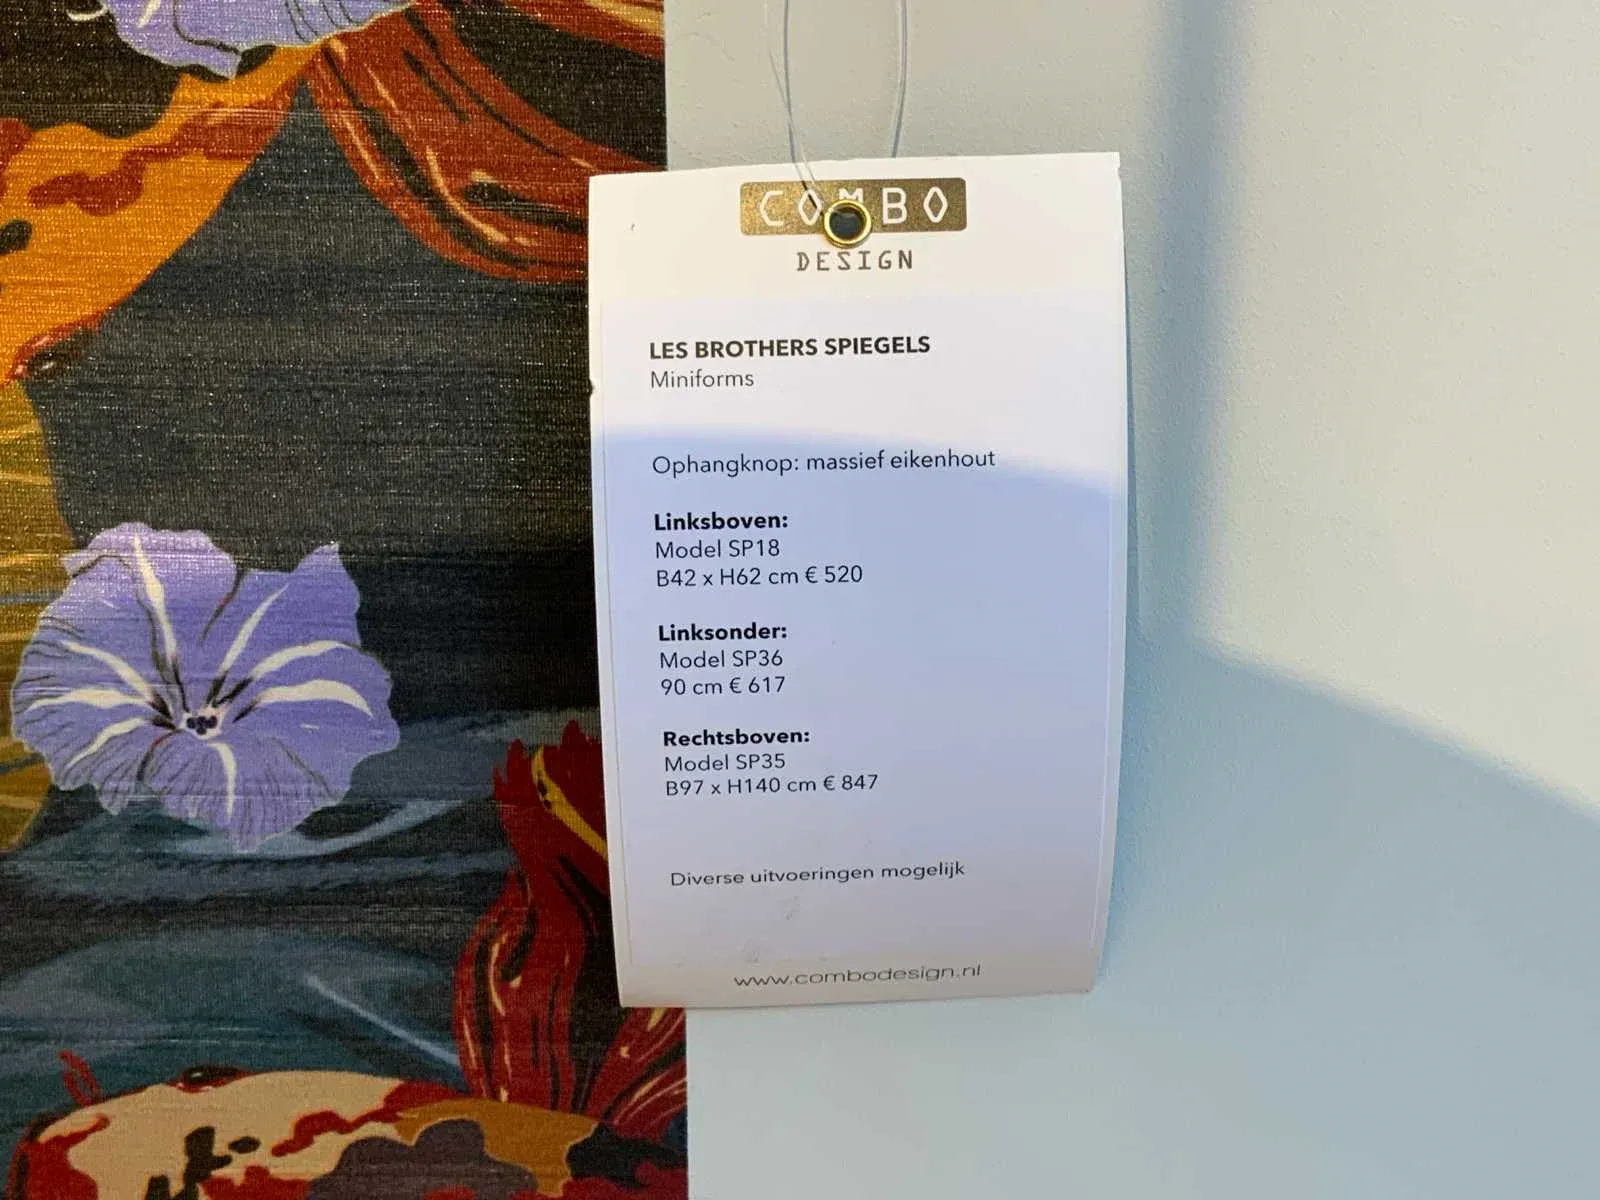 COMBO
DESIGN
LES BROTHERS SPIEGELS
Miniforms
Ophangknop: massief eikenhout
Linksboven:
Model SP18
B42 x H62 cm € 520
Linksonder:
Model SP36
90 cm € 617
Rechtsboven:
Model SP35
B97 x H140 cm € 847
Diverse uitvoeringen mogelijk
www.combodesign.nl